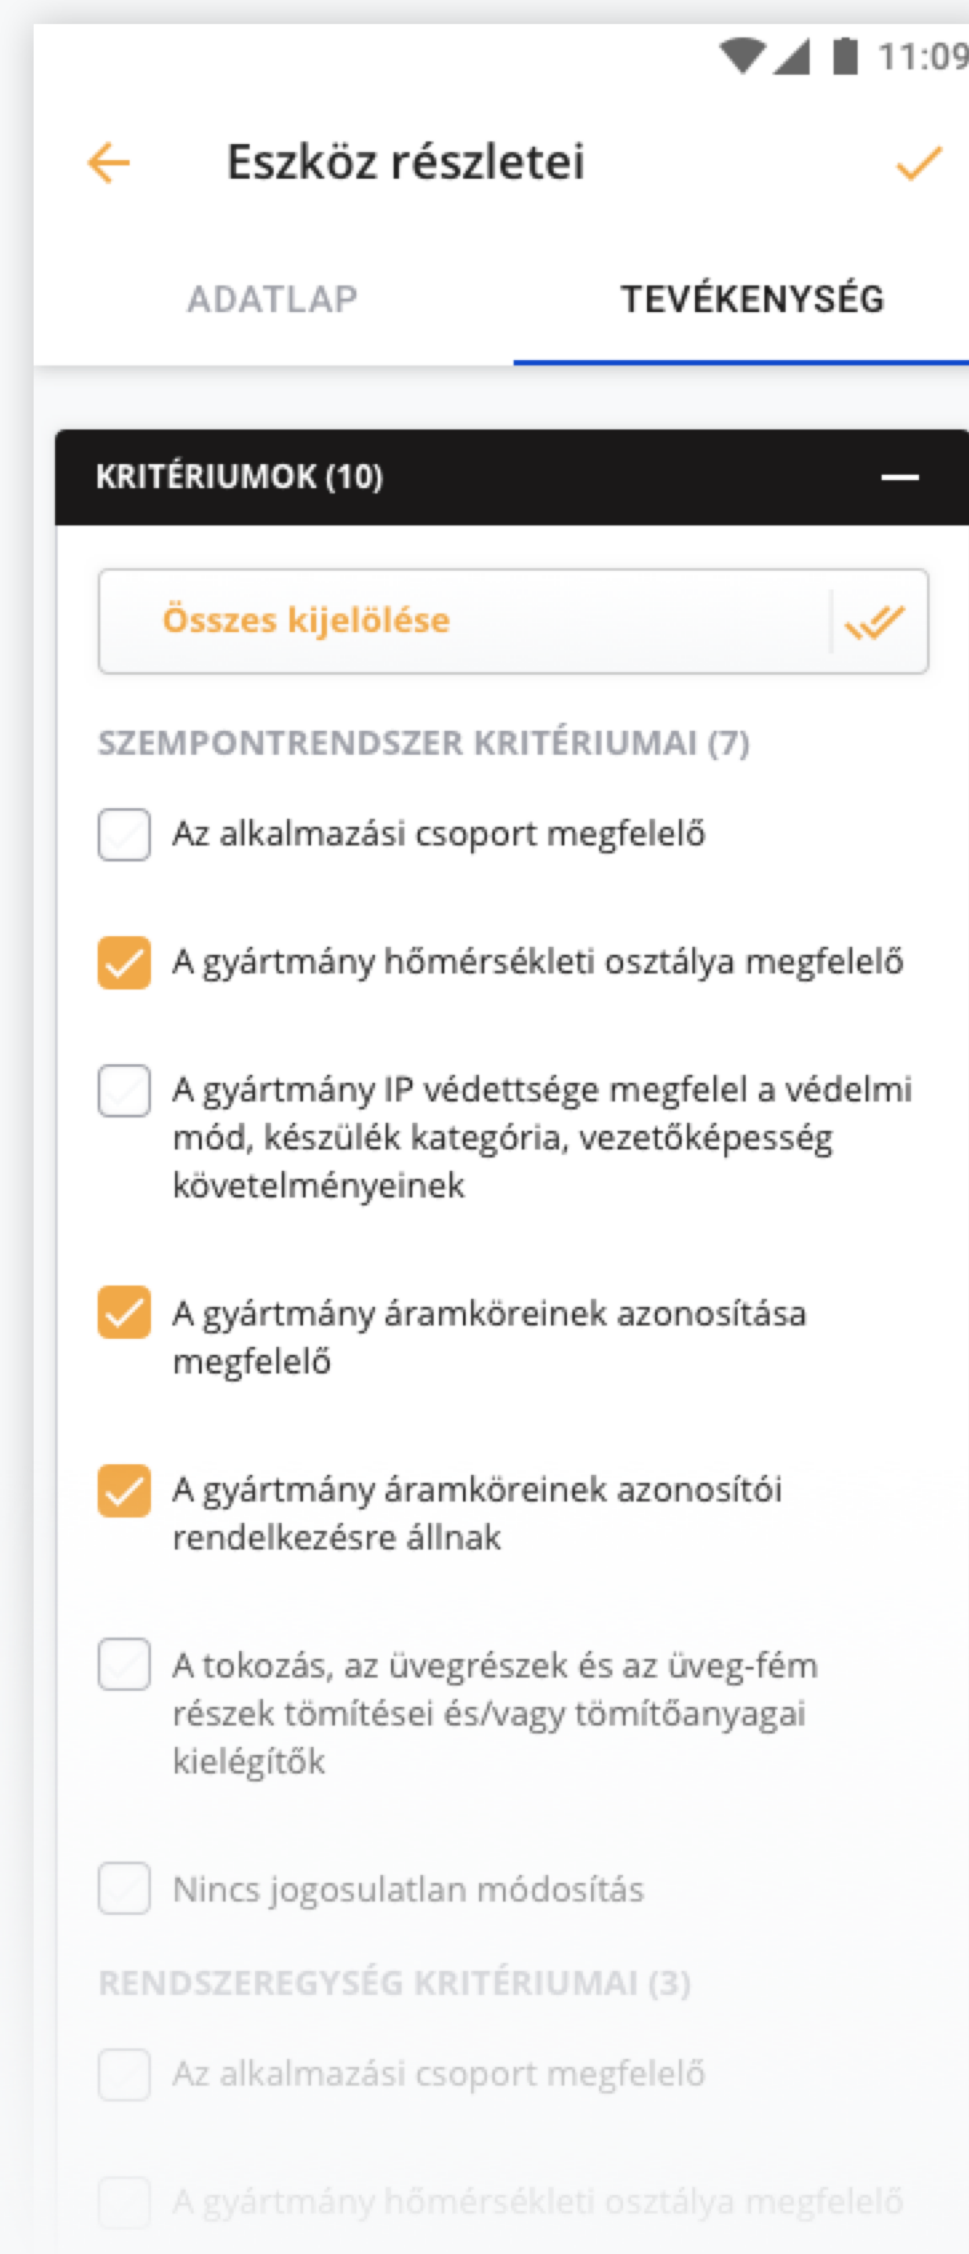 11:09
Eszköz részletei
ADATLAP
TEVÉKENYSÉG
KRITÉRIUMOK (10)
Összes kijelölése
SZEMPONTRENDSZER KRITÉRIUMAI (7)
Az alkalmazási csoport megfelelő
A gyártmány hőmérsékleti osztálya megfelelő
A gyártmány IP védettsége megfelel a védelmi
mód, készülék kategória, vezetőképesség
követelményeinek
A gyártmány áramköreinek azonosítása
megfelelő
A gyártmány áramköreinek azonosítói
rendelkezésre állnak
A tokozás, az üvegrészek és az üveg-fém
részek tömítései és/vagy tömítőanyagai
kielégítők
Nincs jogosulatlan módosítás
RENDSZEREGYSÉG KRITÉRIUMAI (3)
Az alkalmazási csoport megfelelő
A gyártmány hőmérsékleti osztálya megfelelő